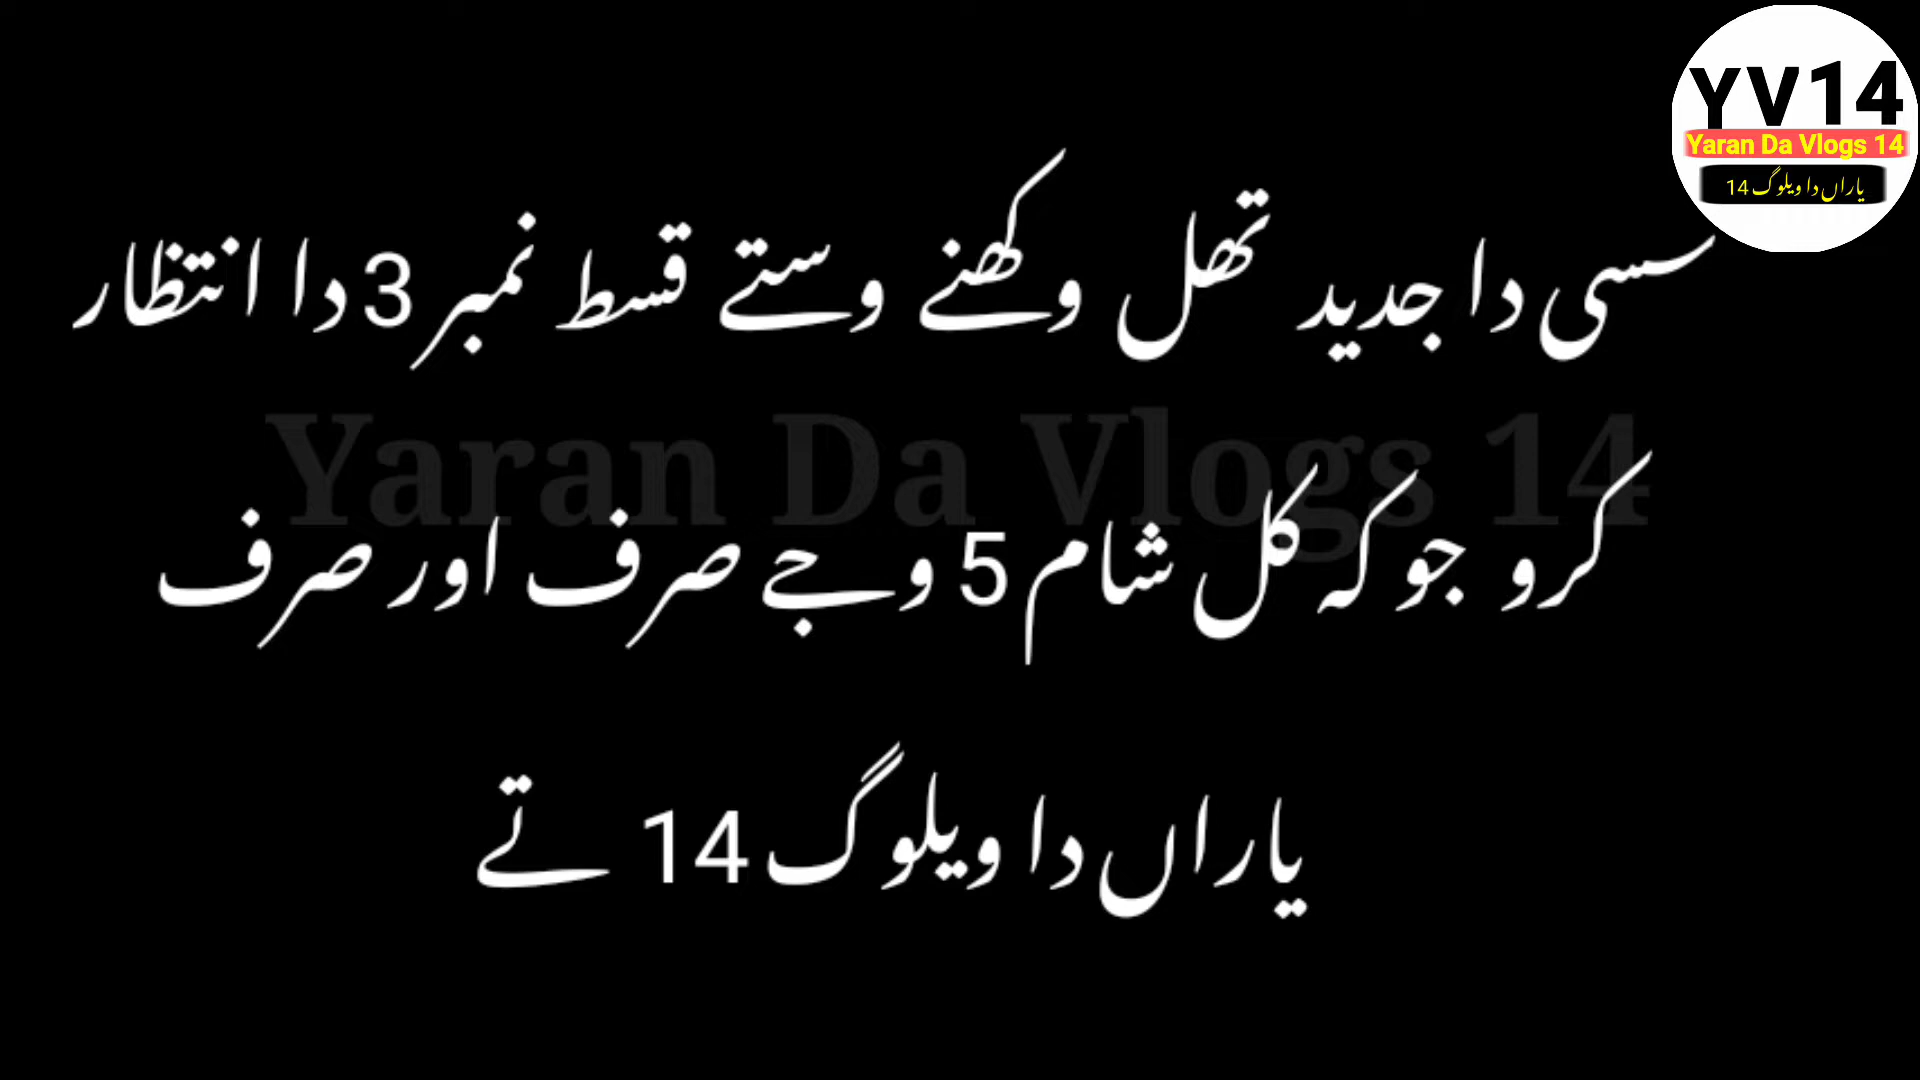 YV14
Yaran Da Vlogs 14
یاراں دا ویلوگ 14
سسی دا جدید تھل وکھنے وستے قسط نمبر 3 دا انتظار
Yaran Da Vlogs 14
کرو جو کہ کل شام 5 وجے صرف اور صرف
یاراں دا ویلوگ 14 تے